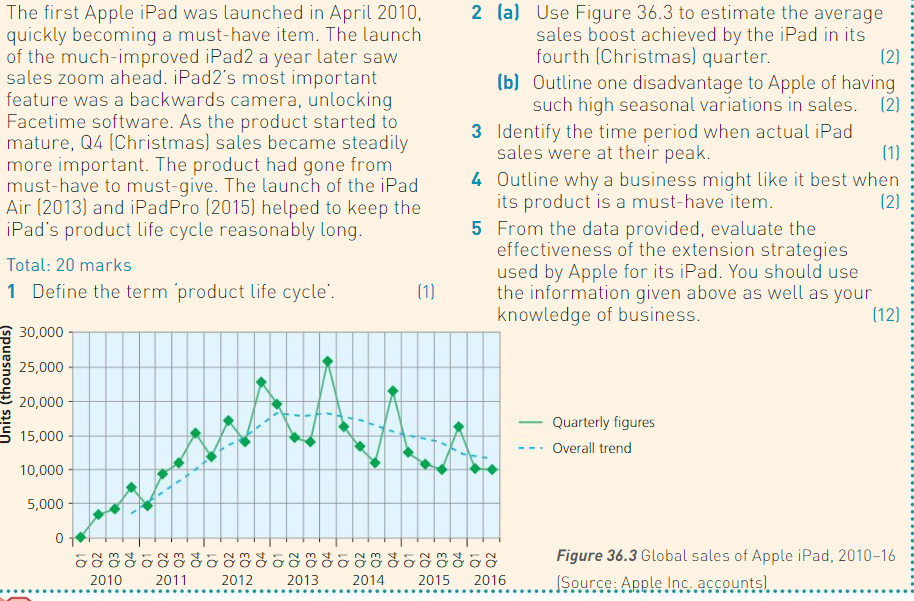 The first Apple iPad was launched in April 2010,
quickly becoming a must-have item. The launch
of the much-improved iPad2 a year later saw
sales zoom ahead. iPad2's most important
feature was a backwards camera, unlocking
Facetime software. As the product started to
mature, Q4 (Christmas) sales became steadily
more important. The product had gone from
must-have to must-give. The launch of the iPad
Air (2013) and iPadPro (2015) helped to keep the
iPad's product life cycle reasonably long.
Total: 20 marks
1 Define the term 'product life cycle'. (1)
2 (a) Use Figure 36.3 to estimate the average
sales boost achieved by the iPad in its
fourth (Christmas) quarter. (2)
(b) Outline one disadvantage to Apple of having
such high seasonal variations in sales. (2)
3 Identify the time period when actual iPad
sales were at their peak. (1)
4 Outline why a business might like it best when
its product is a must-have item. (2)
5 From the data provided, evaluate the
effectiveness of the extension strategies
used by Apple for its iPad. You should use
the information given above as well as your
knowledge of business. (12)
Units (thousands)
30,000
25,000
20,000
15,000
10,000
5,000
0
Q1 Q2 Q3 Q4 Q1 Q2 Q3 Q4 Q1 Q2 Q3 Q4 Q1 Q2 Q3 Q4 Q1 Q2 Q3 Q4 Q1 Q2 Q3 Q4 Q1 Q2
2010 2011 2012 2013 2014 2015 2016
Quarterly figures
Overall trend
Figure 36.3 Global sales of Apple iPad, 2010–16
(Source: Apple Inc. accounts)